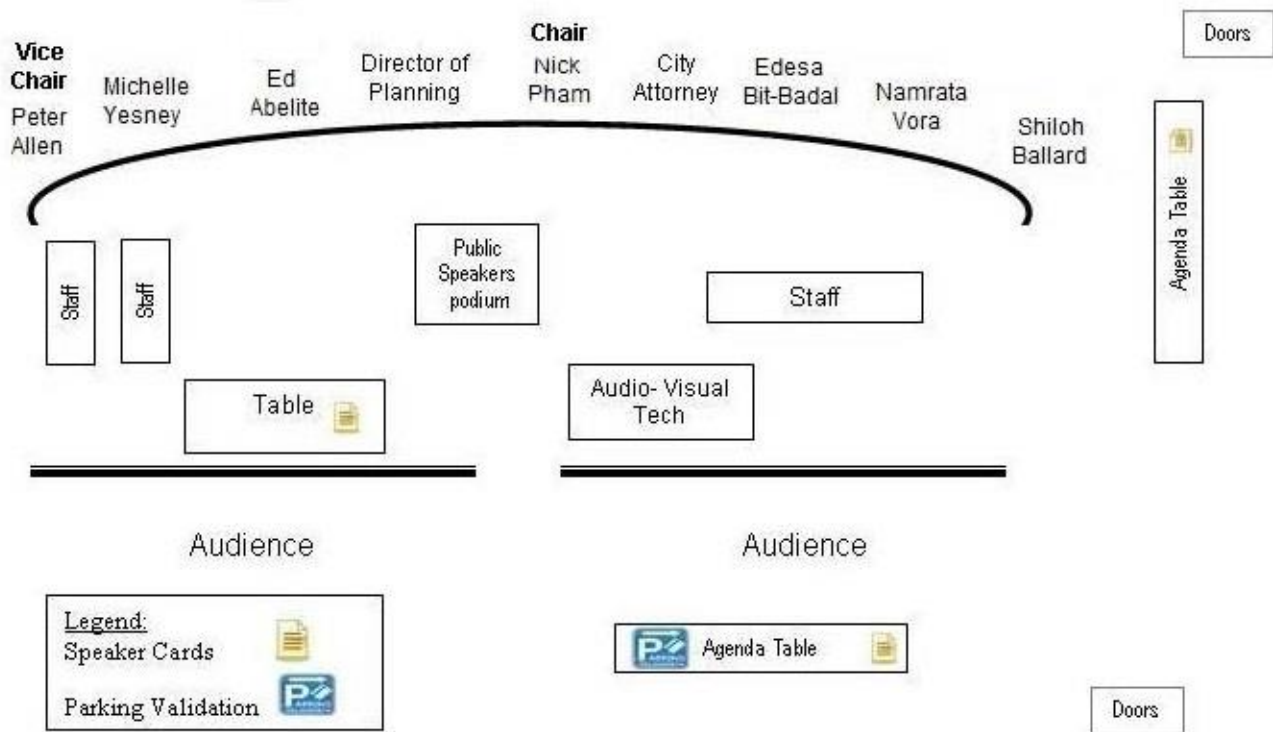 Vice
Chair
Peter
Allen
Michelle
Yesney
Ed
Abelite
Director of
Planning
Chair
Nick
Pham
City
Attorney
Edesa
Bit-Badal
Namrata
Vora
Shiloh
Ballard
Doors
Agenda Table
Staff
Staff
Public
Speakers
podium
Staff
Table
Audio- Visual
Tech
Audience
Audience
Legend:
Speaker Cards
Parking Validation
P
Agenda Table
P
Doors